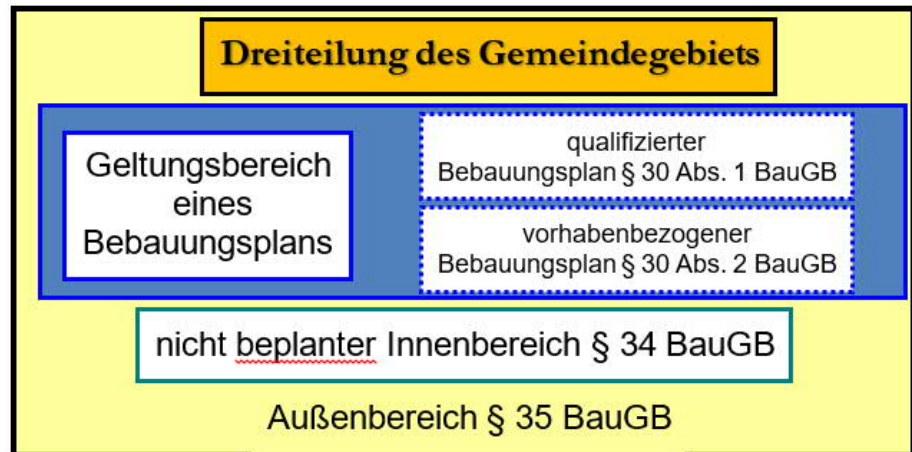 Dreiteilung des Gemeindegebiets
Geltungsbereich
eines
Bebauungsplans
qualifizierter
Bebauungsplan § 30 Abs. 1 BauGB
vorhabenbezogener
Bebauungsplan § 30 Abs. 2 BauGB
nicht beplanter Innenbereich § 34 BauGB
Außenbereich § 35 BauGB